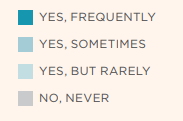 YES, FREQUENTLY
YES, SOMETIMES
YES, BUT RARELY
NO, NEVER